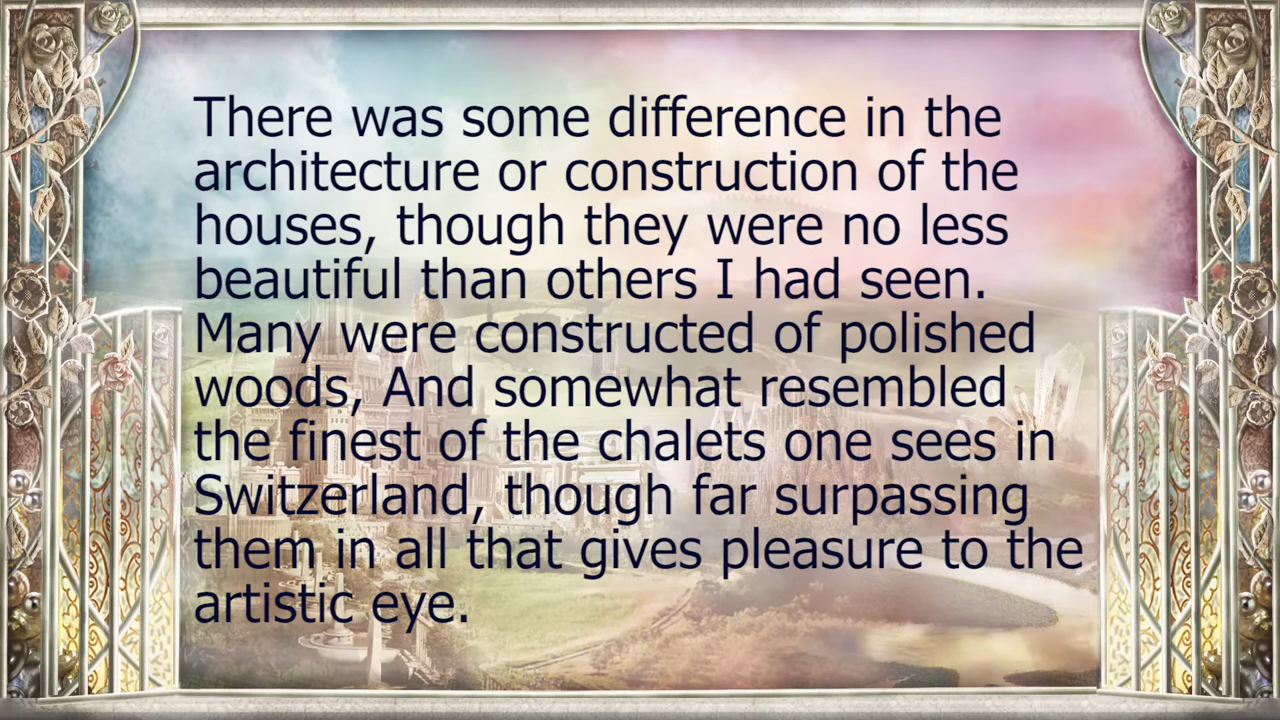 There was some difference in the
architecture or construction of the
houses, though they were no less
beautiful than others I had seen.
Many were constructed of polished
woods, And somewhat resembled
the finest of the chalets one sees in
Switzerland, though far surpassing
them in all that gives pleasure to the
artistic eye.